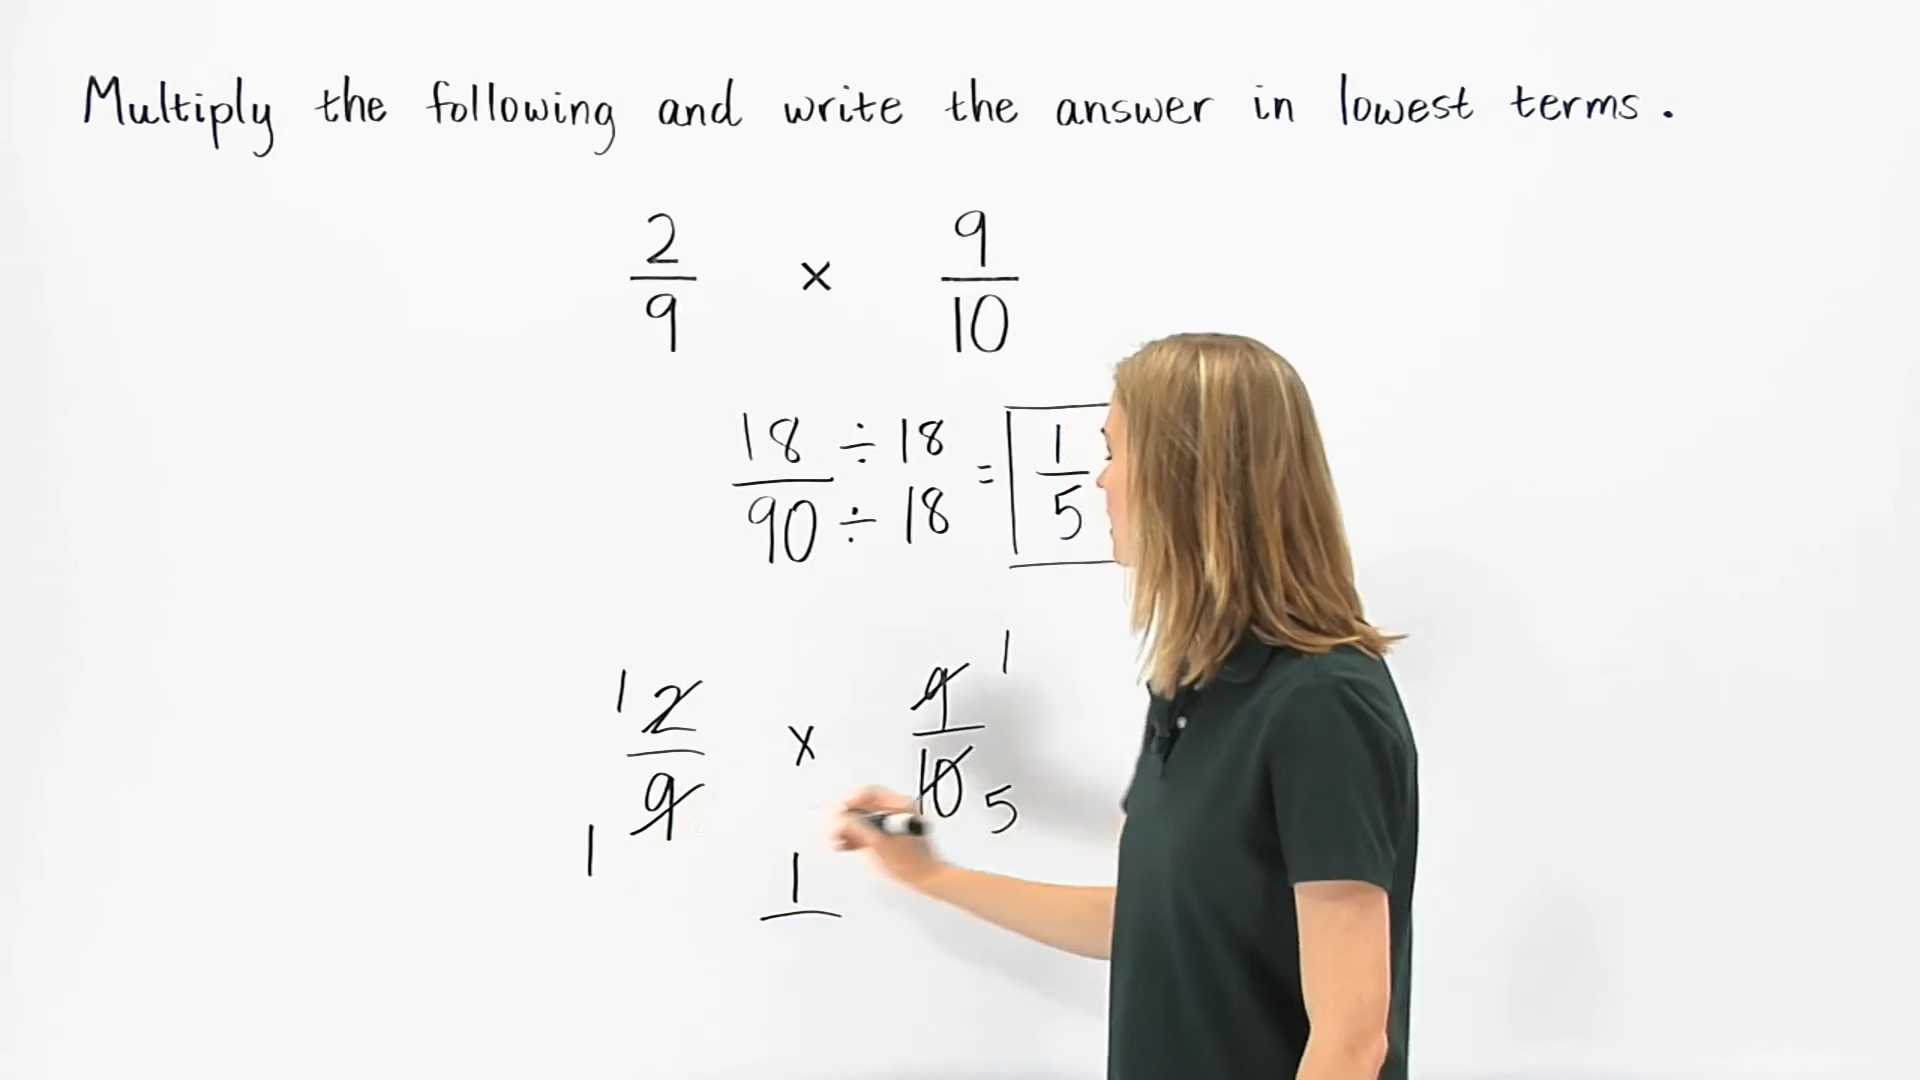 Multiply the following and write the answer in lowest terms.
2/9 × 9/10
18 ÷ 18 / 90 ÷ 18 = 1/5
1 2/9 1 × 9 1/10 5
1